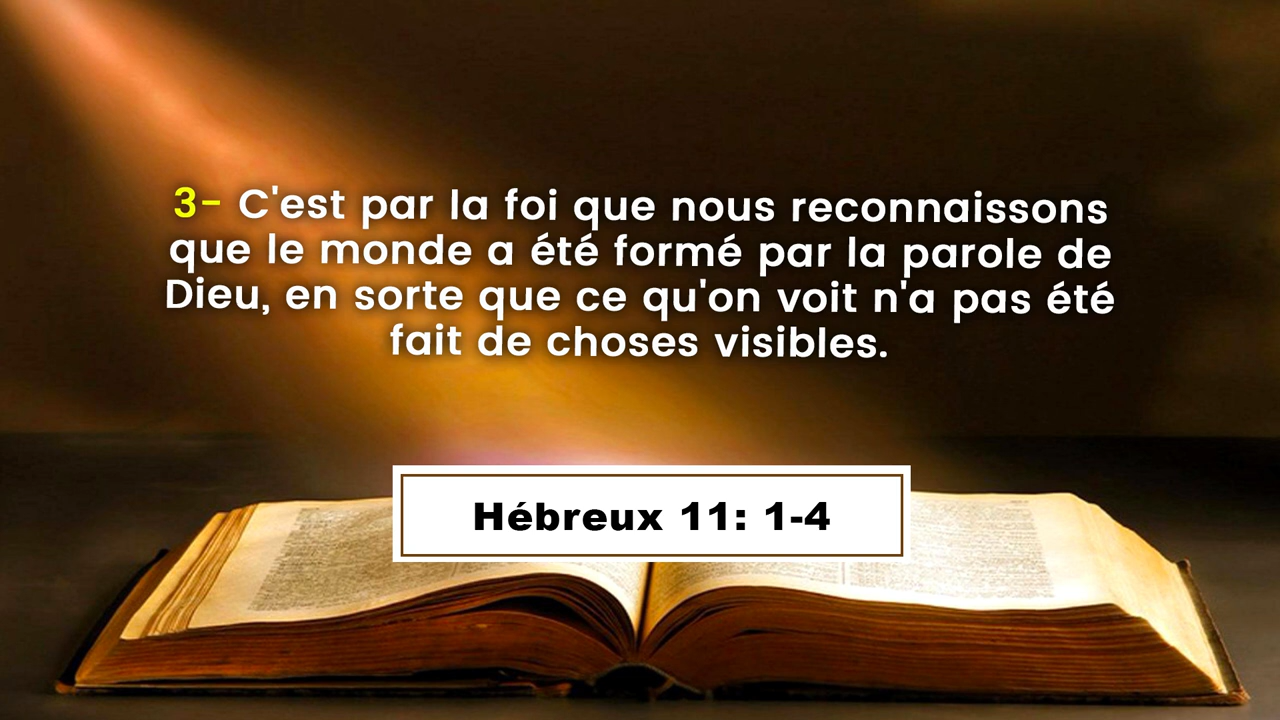 3- C'est par la foi que nous reconnaissons
que le monde a été formé par la parole de
Dieu, en sorte que ce qu'on voit n'a pas été
fait de choses visibles.
Hébreux 11: 1-4